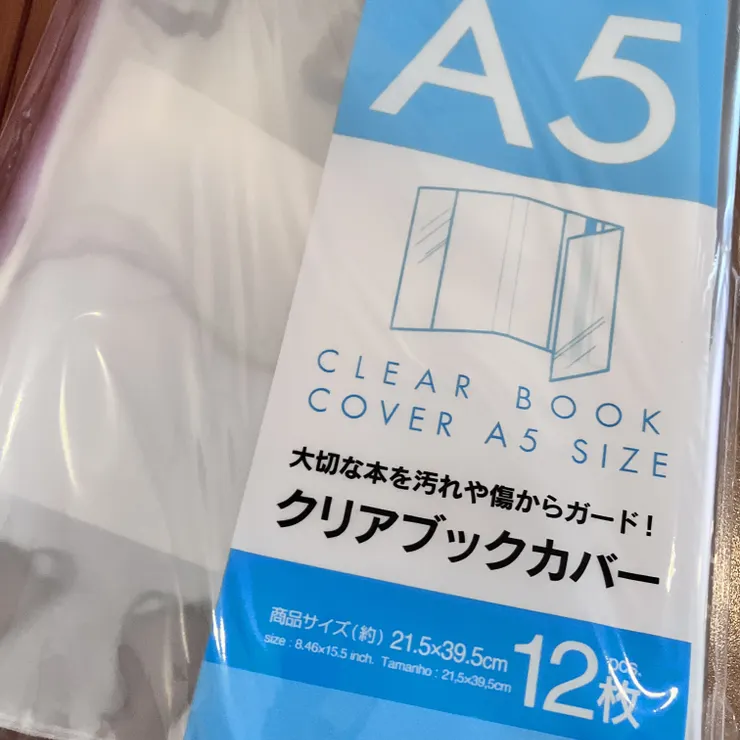 A5
CLEAR BOOK
COVER A5 SIZE
大切な本を汚れや傷からガード!
クリアブックカバー
商品サイズ(約) 21.5×39.5cm
size : 8.46×15.5 inch. Tamanho : 21,5×39,5cm
12 pcs.
枚